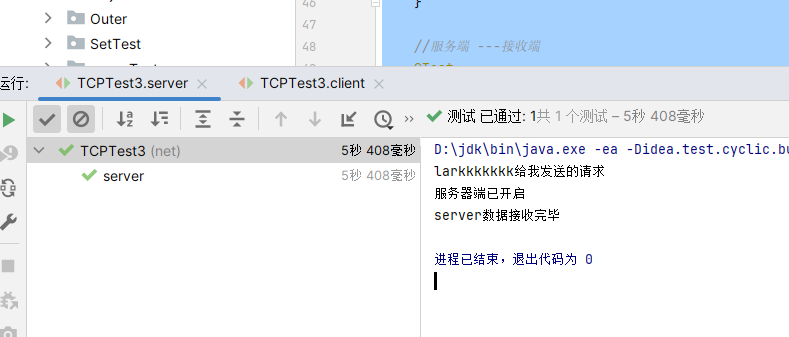 Outer
SetTest
46
47
48
49
}
//服务端 ---接收端
@Test
运行:
TCPTest3.server
TCPTest3.client
测试 已通过: 1共 1 个测试 – 5秒 408毫秒
TCPTest3 (net)
5秒 408毫秒
server
5秒 408毫秒
D:\jdk\bin\java.exe -ea -Didea.test.cyclic.bu
larkkkkkkk给我发送的请求
服务器端已开启
server数据接收完毕
进程已结束，退出代码为 0